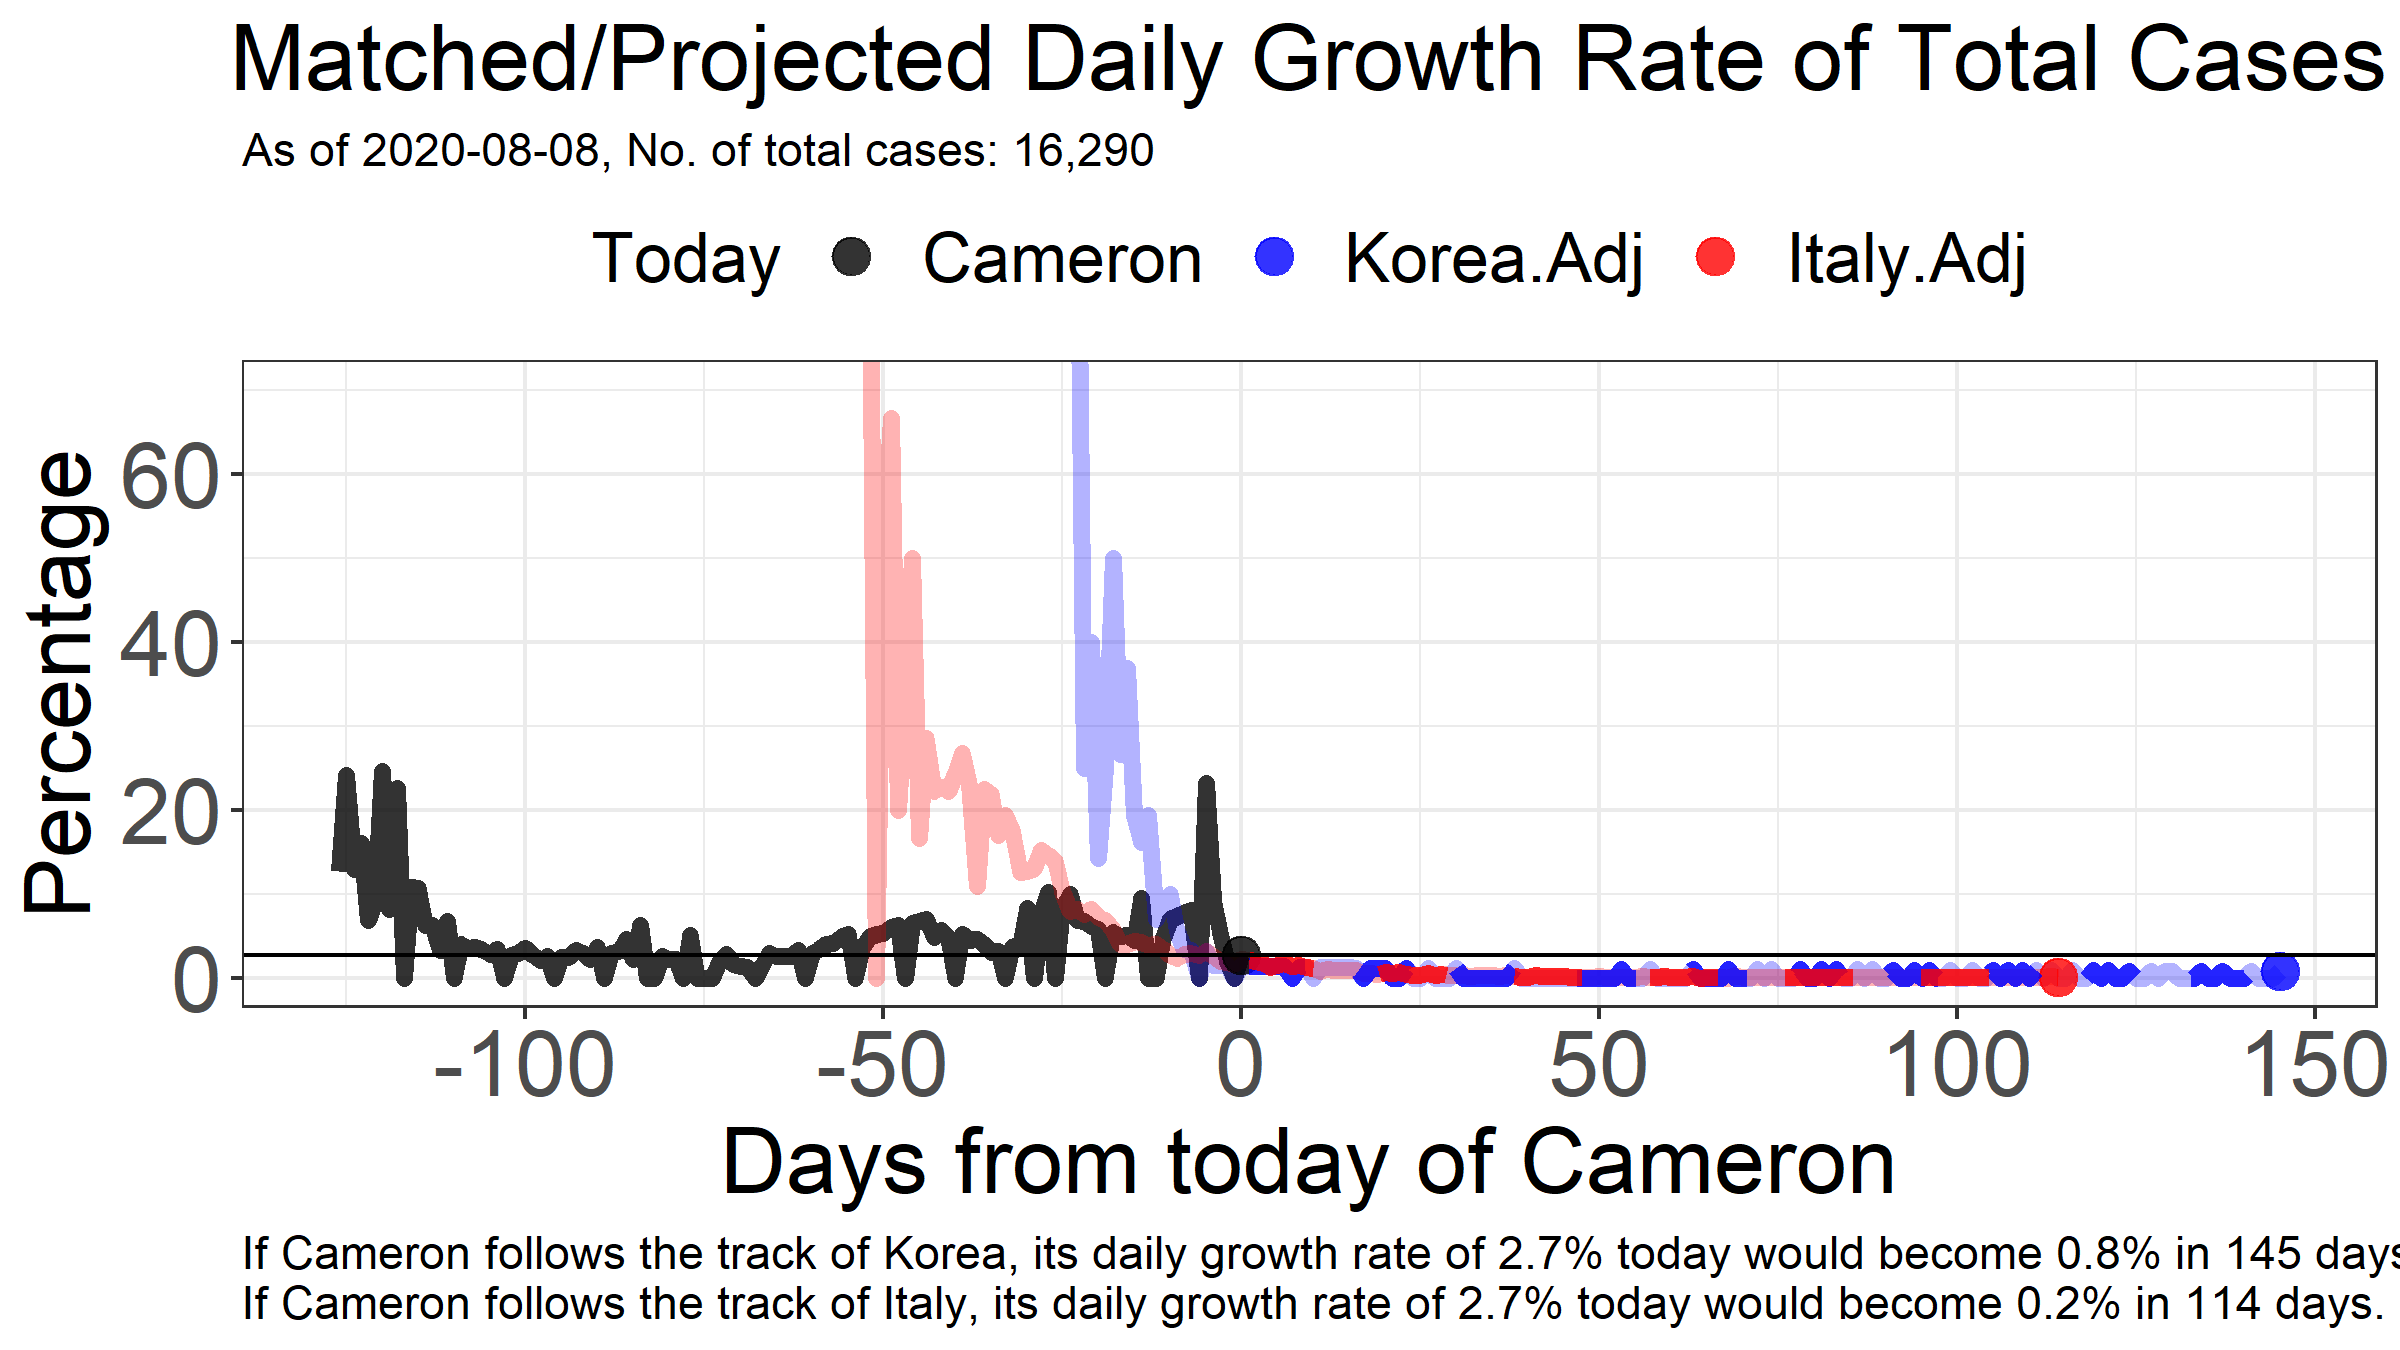 Matched/Projected Daily Growth Rate of Total Cases
As of 2020-08-08, No. of total cases: 16,290
Today Cameron Korea.Adj Italy.Adj
Percentage
60
40
20
0
-100 -50 0 50 100 150
Days from today of Cameron
If Cameron follows the track of Korea, its daily growth rate of 2.7% today would become 0.8% in 145 days
If Cameron follows the track of Italy, its daily growth rate of 2.7% today would become 0.2% in 114 days.